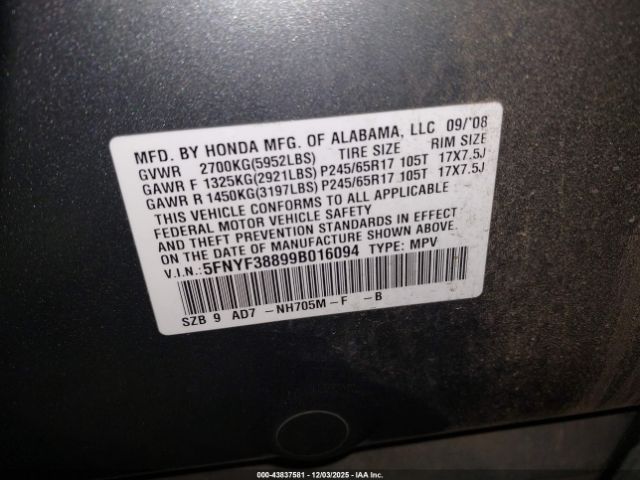 MFD. BY HONDA MFG. OF ALABAMA, LLC 09/'08
GVWR 2700KG(5952LBS) TIRE SIZE RIM SIZE
GAWR F 1325KG(2921LBS) P245/65R17 105T 17X7.5J
GAWR R 1450KG(3197LBS) P245/65R17 105T 17X7.5J
THIS VEHICLE CONFORMS TO ALL APPLICABLE
FEDERAL MOTOR VEHICLE SAFETY
AND THEFT PREVENTION STANDARDS IN EFFECT
ON THE DATE OF MANUFACTURE SHOWN ABOVE.
V.I.N.:5FNYF38899B016094 TYPE: MPV
SZB 9 AD7 -NH705M-F -B
000-43837581 - 12/03/2025 - IAA Inc.